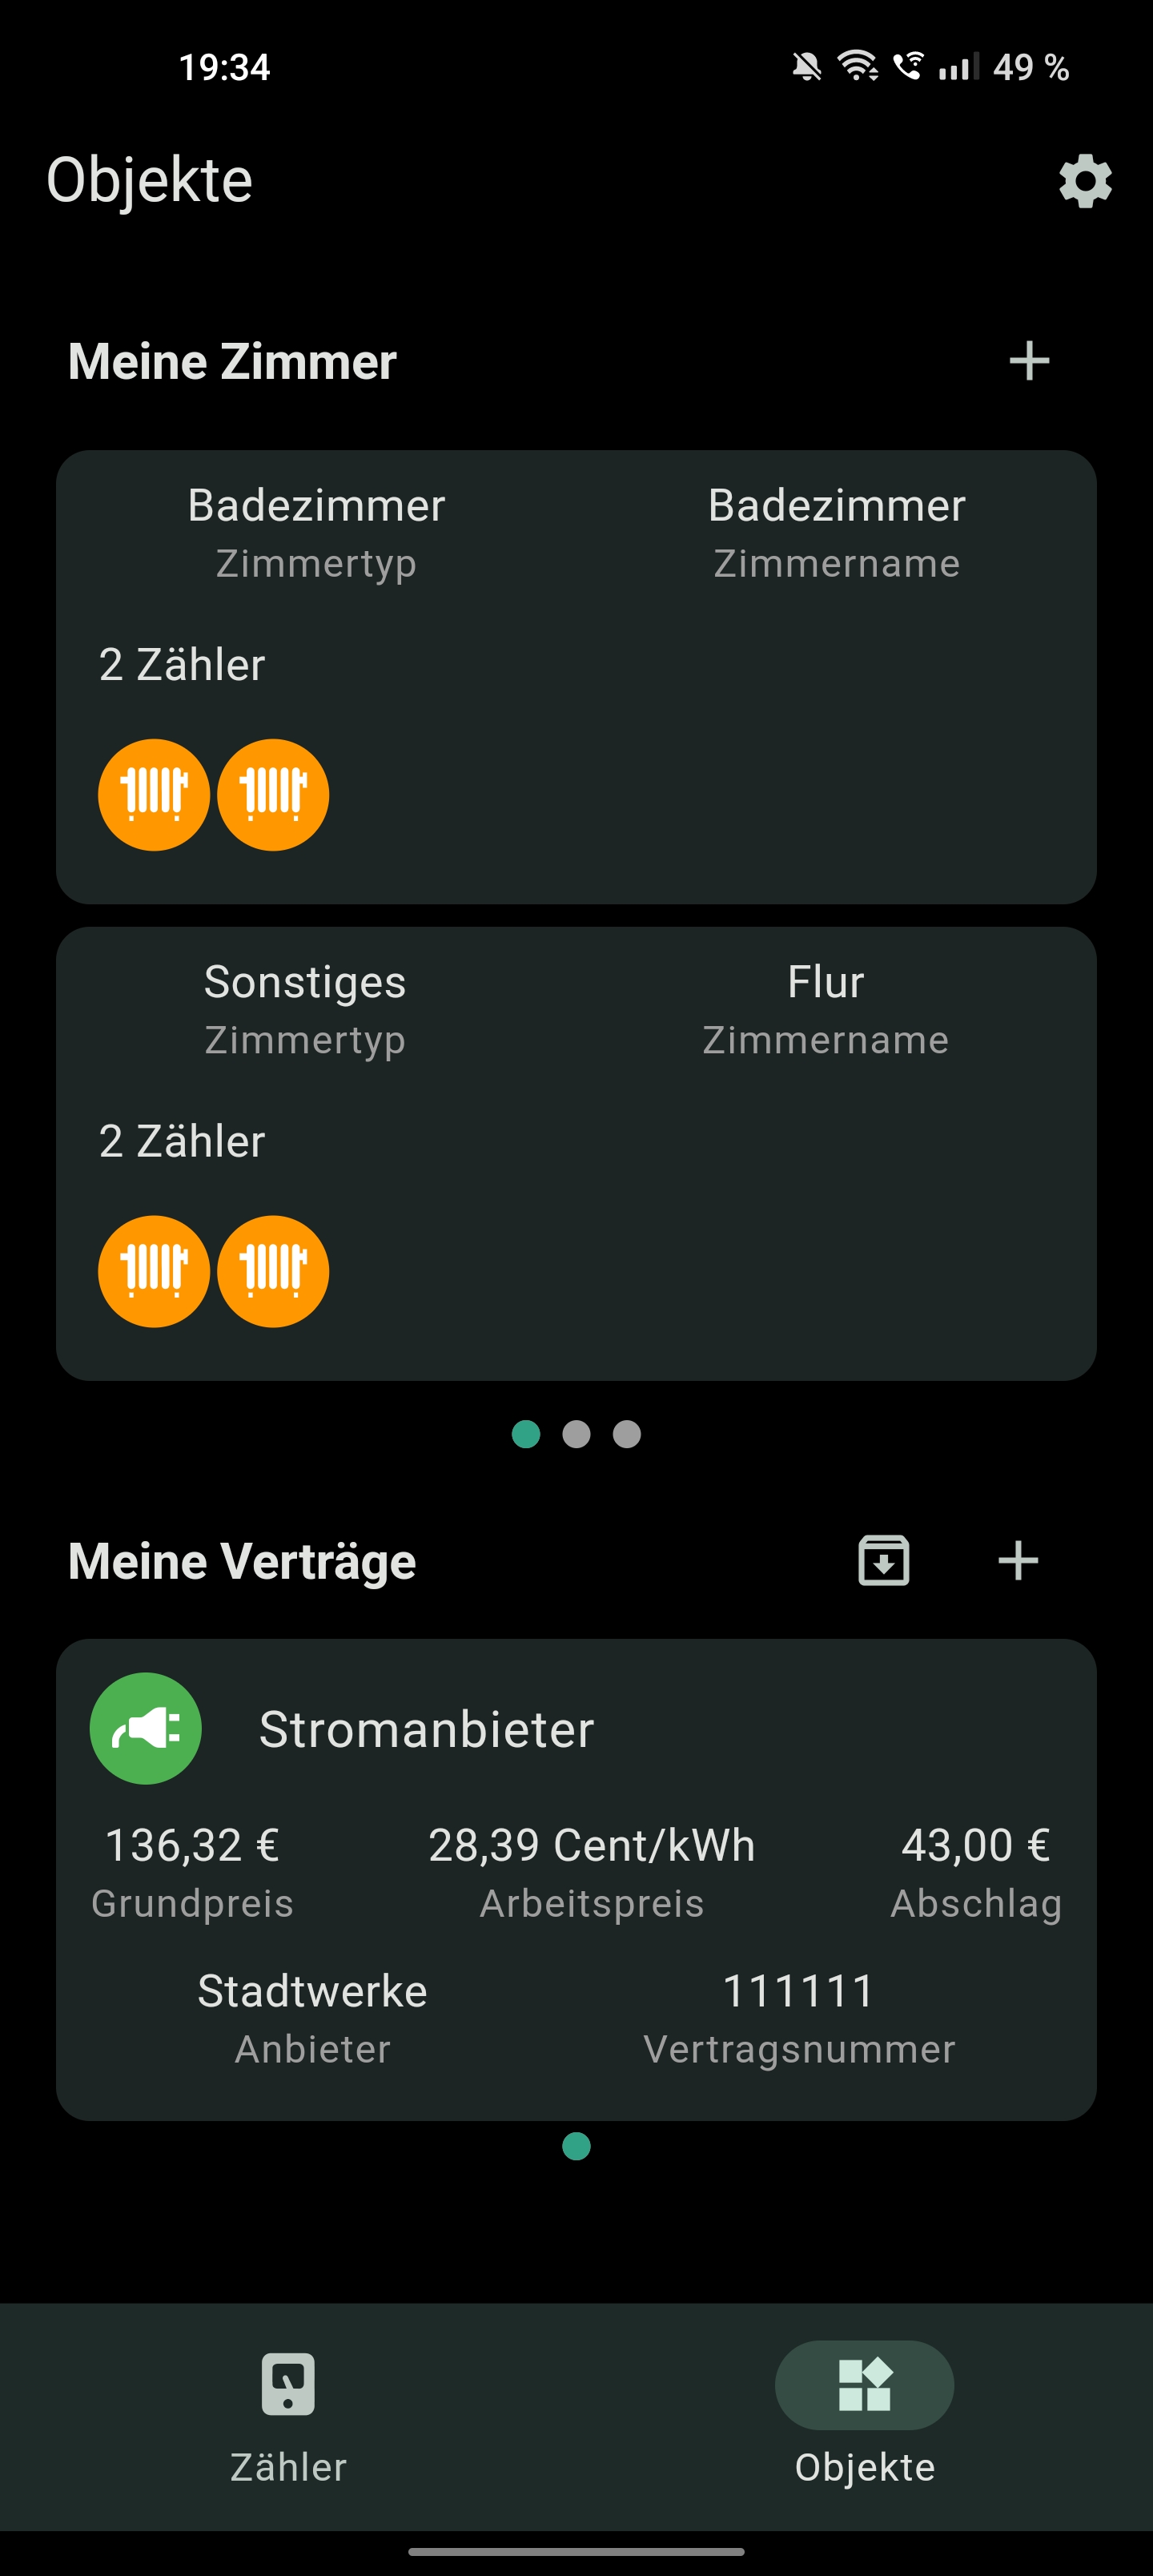 19:34 49 %
Objekte
Meine Zimmer
Badezimmer Badezimmer
Zimmertyp Zimmername
2 Zähler
Sonstiges Flur
Zimmertyp Zimmername
2 Zähler
Meine Verträge
Stromanbieter
136,32 € 28,39 Cent/kWh 43,00 €
Grundpreis Arbeitspreis Abschlag
Stadtwerke 111111
Anbieter Vertragsnummer
Zähler Objekte